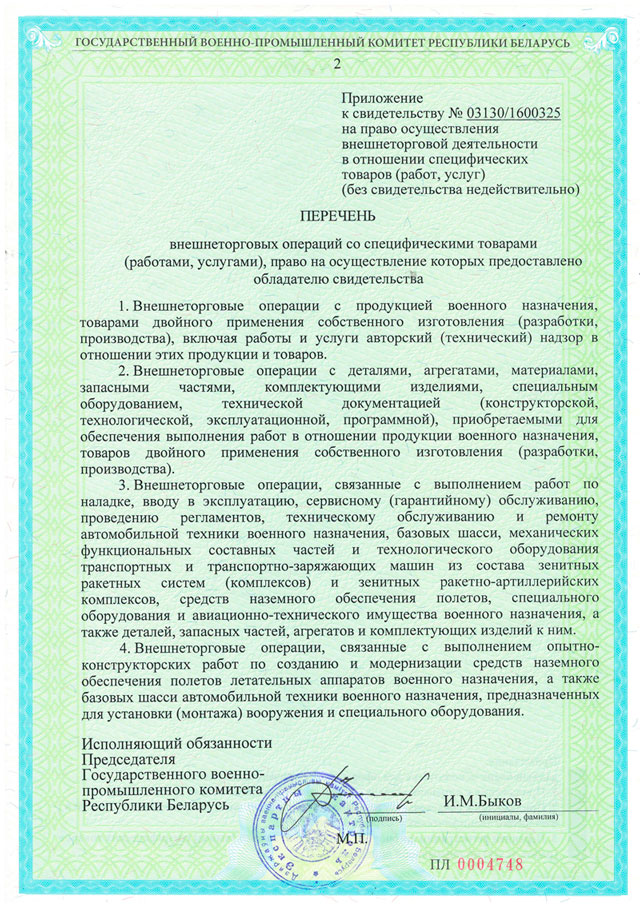 ГОСУДАРСТВЕННЫЙ ВОЕННО-ПРОМЫШЛЕННЫЙ КОМИТЕТ РЕСПУБЛИКИ БЕЛАРУСЬ
2
Приложение
к свидетельству № 03130/1600325
на право осуществления
внешнеторговой деятельности
в отношении специфических
товаров (работ, услуг)
(без свидетельства недействительно)
ПЕРЕЧЕНЬ
внешнеторговых операций со специфическими товарами
(работами, услугами), право на осуществление которых предоставлено
обладателю свидетельства
1. Внешнеторговые операции с продукцией военного назначения,
товарами двойного применения собственного изготовления (разработки,
производства), включая работы и услуги авторский (технический) надзор в
отношении этих продукции и товаров.
2. Внешнеторговые операции с деталями, агрегатами, материалами,
запасными частями, комплектующими изделиями, специальным
оборудованием, технической документацией (конструкторской,
технологической, эксплуатационной, программной), приобретаемыми для
обеспечения выполнения работ в отношении продукции военного назначения,
товаров двойного применения собственного изготовления (разработки,
производства).
3. Внешнеторговые операции, связанные с выполнением работ по
наладке, вводу в эксплуатацию, сервисному (гарантийному) обслуживанию,
проведению регламентов, техническому обслуживанию и ремонту
автомобильной техники военного назначения, базовых шасси, механических
функциональных составных частей и технологического оборудования
транспортных и транспортно-заряжающих машин из состава зенитных
ракетных систем (комплексов) и зенитных ракетно-артиллерийских
комплексов, средств наземного обеспечения полетов, специального
оборудования и авиационно-технического имущества военного назначения, а
также деталей, запасных частей, агрегатов и комплектующих изделий к ним.
4. Внешнеторговые операции, связанные с выполнением опытно-
конструкторских работ по созданию и модернизации средств наземного
обеспечения полетов летательных аппаратов военного назначения, а также
базовых шасси автомобильной техники военного назначения, предназначенных
для установки (монтажа) вооружения и специального оборудования.
Исполняющий обязанности
Председателя
Государственного военно-
промышленного комитета
Республики Беларусь
И.М.Быков
(подпись)
(инициалы, фамилия)
М.П.
ПЛ 0004748